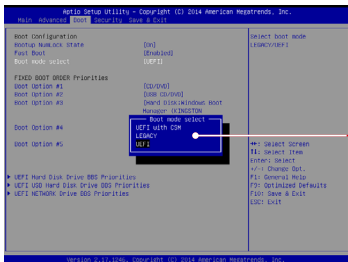 Aptio Setup Utility – Copyright (C) 2014 American Megatrends, Inc.
Main Advanced Boot Security Save & Exit
Boot Configuration
Bootup NumLock State [On]
Fast Boot [Enabled]
Boot mode select [UEFI]
FIXED BOOT ORDER Priorities
Boot Option #1 [CD/DVD]
Boot Option #2 [USB CD/DVD]
Boot Option #3 [Hard Disk:Windows Boot
Manager (KINGSTON
Boot mode select
UEFI with CSM
LEGACY
UEFI
Boot Option #4
Boot Option #5
UEFI Hard Disk Drive BBS Priorities
UEFI USB Hard Disk Drive BBS Priorities
UEFI NETWORK Drive BBS Priorities
Select boot mode
LEGACY/UEFI
→←: Select Screen
↑↓: Select Item
Enter: Select
+/-: Change Opt.
F1: General Help
F9: Optimized Defaults
F10: Save & Exit
ESC: Exit
Version 2.17.1246. Copyright (C) 2014 American Megatrends, Inc.